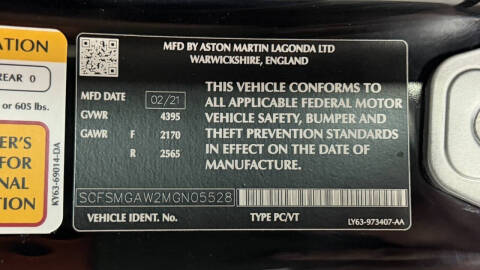 ATION
REAR 0
or 605 lbs.
ER'S
FOR
NAL
TION
KY63-69014-DA
MFD BY ASTON MARTIN LAGONDA LTD
WARWICKSHIRE, ENGLAND
MFD DATE 02/21
GVWR 4395
GAWR F 2170
R 2565
THIS VEHICLE CONFORMS TO
ALL APPLICABLE FEDERAL MOTOR
VEHICLE SAFETY, BUMPER AND
THEFT PREVENTION STANDARDS
IN EFFECT ON THE DATE OF
MANUFACTURE.
SCFSMGAW2MGN05528
VEHICLE IDENT. No. TYPE PC/VT
LY63-973407-AA